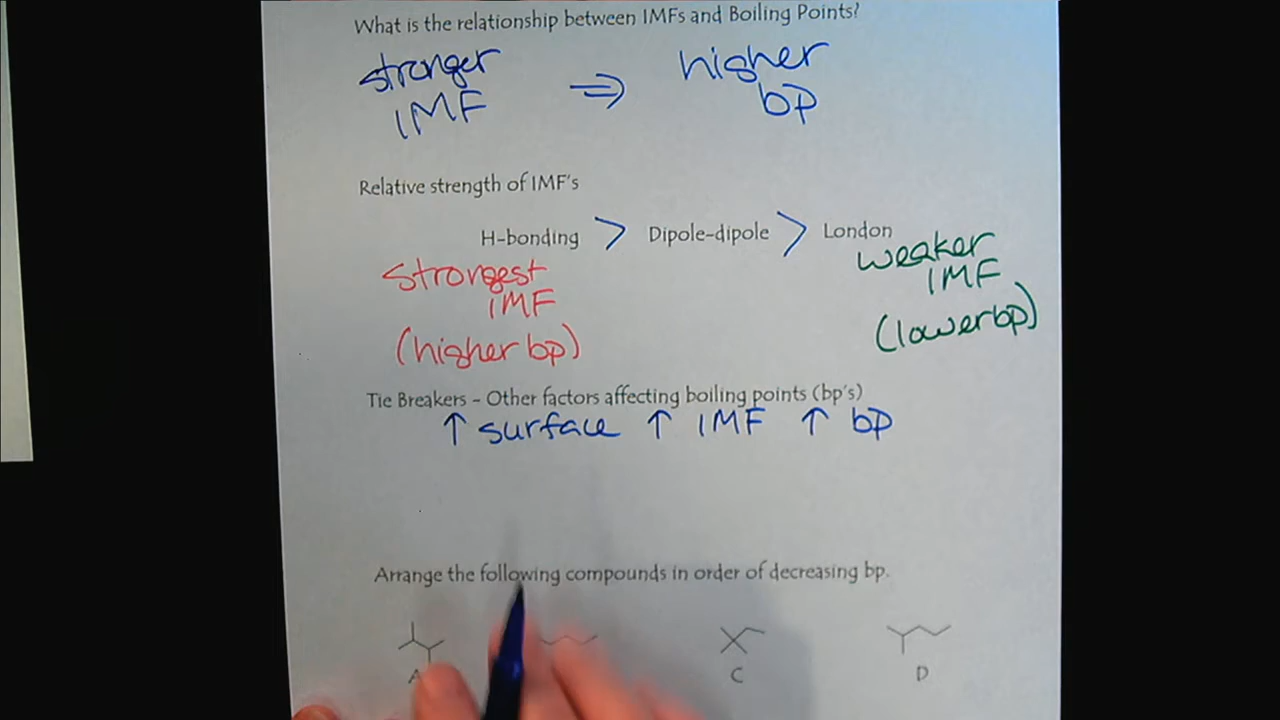 What is the relationship between IMFs and Boiling Points?
stronger ⇒ higher
IMF bp
Relative strength of IMF's
H-bonding > Dipole-dipole > London
strongest
IMF
(higher bp)
weaker
IMF
(lower bp)
Tie Breakers - Other factors affecting boiling points (bp's)
↑ surface ↑ IMF ↑ bp
Arrange the following compounds in order of decreasing bp.
A C D